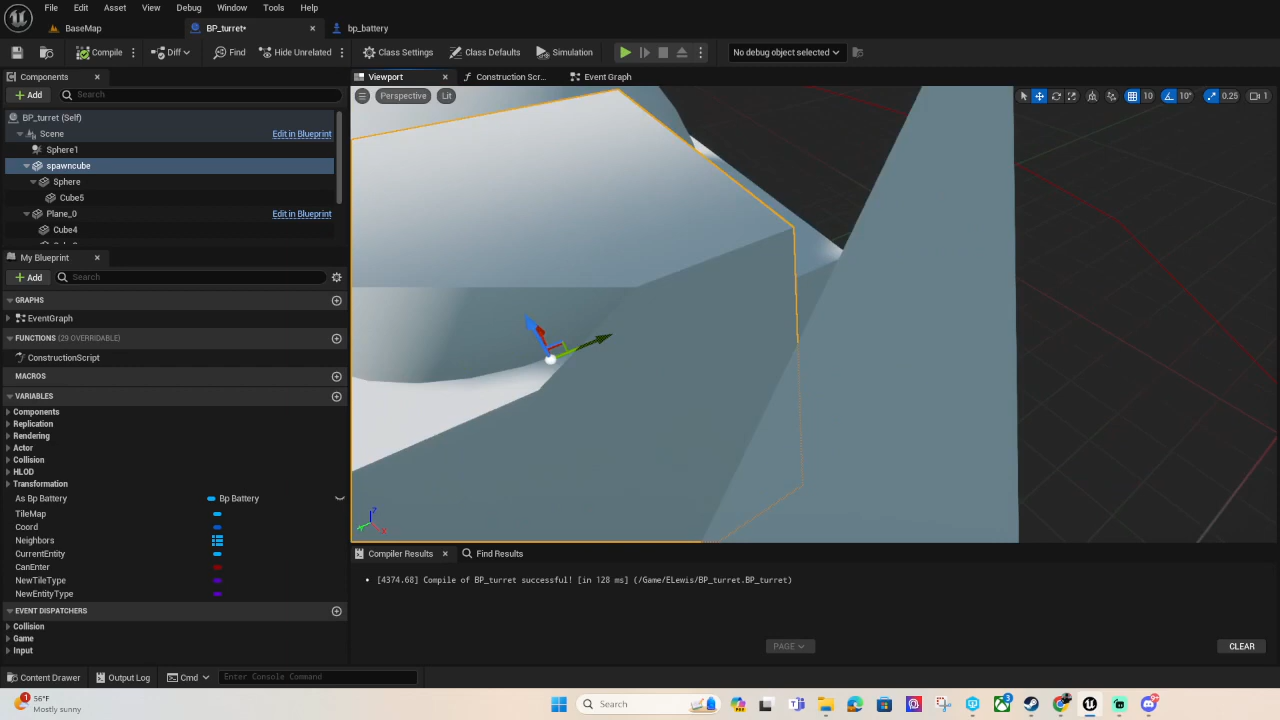 File Edit Asset View Debug Window Tools Help
BaseMap BP_turret* bp_battery
Compile Diff Find Hide Unrelated Class Settings Class Defaults Simulation No debug object selected
Components
Viewport Construction Scr... Event Graph
Add Search
Perspective Lit 10 10° 0.25 1
BP_turret (Self)
Scene Edit in Blueprint
Sphere1
spawncube
Sphere
Cube5
Plane_0 Edit in Blueprint
Cube4
My Blueprint
Add Search
GRAPHS
EventGraph
FUNCTIONS (29 OVERRIDABLE)
ConstructionScript
MACROS
VARIABLES
Components
Replication
Rendering
Actor
Collision
HLOD
Transformation
As Bp Battery Bp Battery
TileMap
Coord
Neighbors
CurrentEntity
CanEnter
NewTileType
NewEntityType
EVENT DISPATCHERS
Collision
Game
Input
z
x
Compiler Results Find Results
[4374.68] Compile of BP_turret successful! [in 128 ms] (/Game/ELewis/BP_turret.BP_turret)
PAGE CLEAR
Content Drawer Output Log Cmd Enter Console Command
1 56°F
Mostly sunny
Search
3
9+